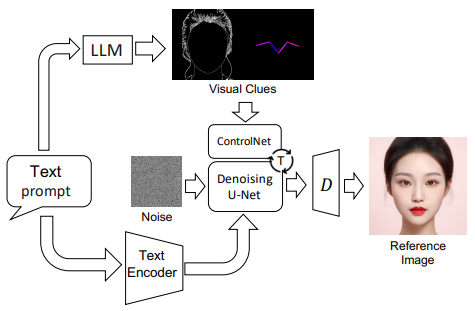 LLM
Visual Clues
ControlNet
T
Text
prompt
Denoising
U-Net
D
Noise
Text
Encoder
Reference
Image